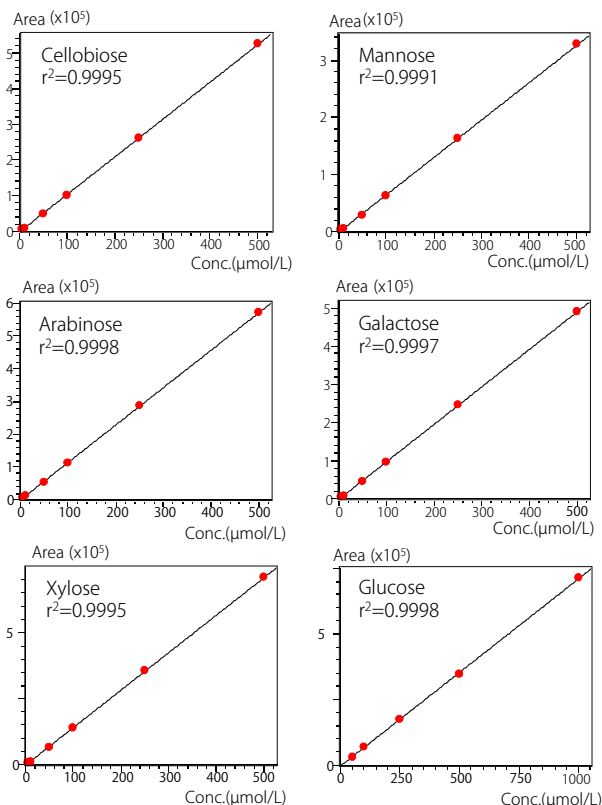 Area (x10⁵)
Cellobiose
r²=0.9995
5
4
3
2
1
0
0 100 200 300 400 500
Conc.(μmol/L)
Area(x10⁵)
Mannose
r²=0.9991
3
2
1
0
0 100 200 300 400 500
Conc.(μmol/L)
Area (x10⁵)
Arabinose
r²=0.9998
6
5
4
3
2
1
0
0 100 200 300 400 500
Conc.(μmol/L)
Area (x10⁵)
Galactose
r²=0.9997
5
4
3
2
1
0
0 100 200 300 400 500
Conc.(μmol/L)
Area (x10⁵)
Xylose
r²=0.9995
5
0
0 100 200 300 400 500
Conc.(μmol/L)
Area (x10⁵)
Glucose
r²=0.9998
5
0
0 250 500 750 1000
Conc.(μmol/L)